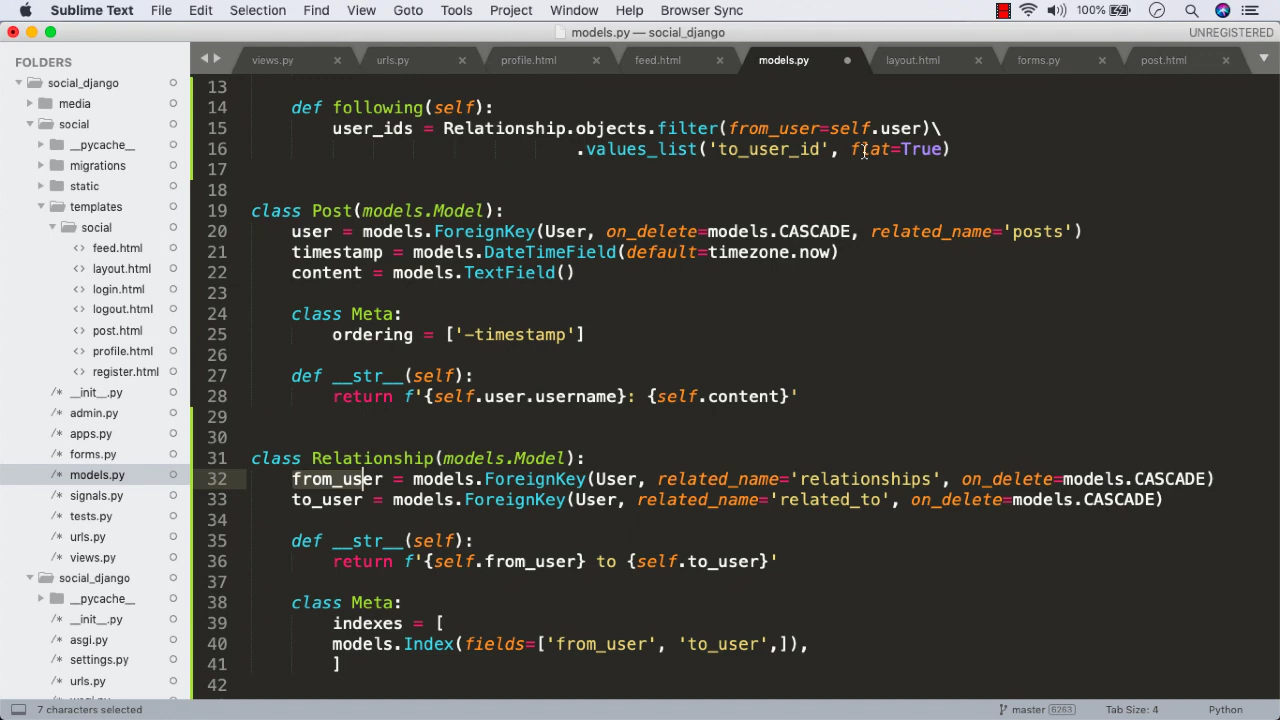 Sublime Text File Edit Selection Find View Goto Tools Project Window Help Browser Sync 100%
models.py — social_django UNREGISTERED
FOLDERS
views.py urls.py profile.html feed.html models.py layout.html forms.py post.html
social_django
media
social
__pycache__
migrations
static
templates
social
feed.html
layout.html
login.html
logout.html
post.html
profile.html
register.html
__init__.py
admin.py
apps.py
forms.py
models.py
signals.py
tests.py
urls.py
views.py
social_django
__pycache__
__init__.py
asgi.py
settings.py
urls.py
13
14 def following(self):
15 user_ids = Relationship.objects.filter(from_user=self.user)\
16 .values_list('to_user_id', flat=True)
17
18
19 class Post(models.Model):
20 user = models.ForeignKey(User, on_delete=models.CASCADE, related_name='posts')
21 timestamp = models.DateTimeField(default=timezone.now)
22 content = models.TextField()
23
24 class Meta:
25 ordering = ['-timestamp']
26
27 def __str__(self):
28 return f'{self.user.username}: {self.content}'
29
30
31 class Relationship(models.Model):
32 from_user = models.ForeignKey(User, related_name='relationships', on_delete=models.CASCADE)
33 to_user = models.ForeignKey(User, related_name='related_to', on_delete=models.CASCADE)
34
35 def __str__(self):
36 return f'{self.from_user} to {self.to_user}'
37
38 class Meta:
39 indexes = [
40 models.Index(fields=['from_user', 'to_user',]),
41 ]
42
7 characters selected master 6263 Tab Size: 4 Python